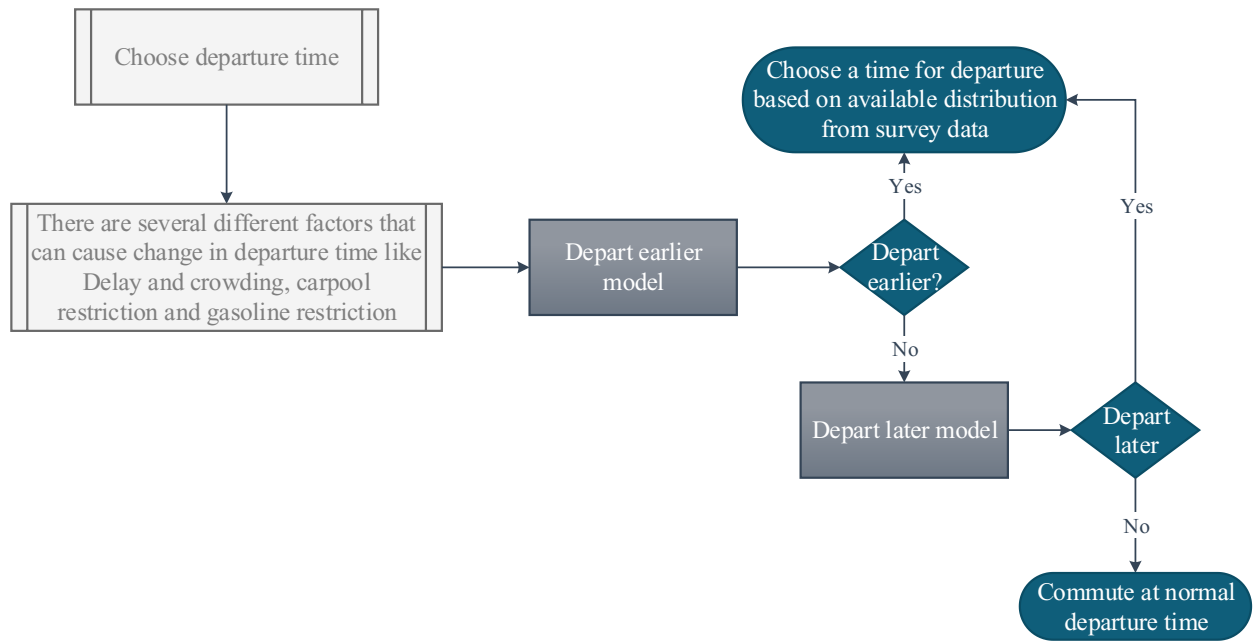 Choose departure time
There are several different factors that
can cause change in departure time like
Delay and crowding, carpool
restriction and gasoline restriction
Depart earlier
model
Depart
earlier?
Yes
Choose a time for departure
based on available distribution
from survey data
No
Depart later model
Depart
later
Yes
No
Commute at normal
departure time